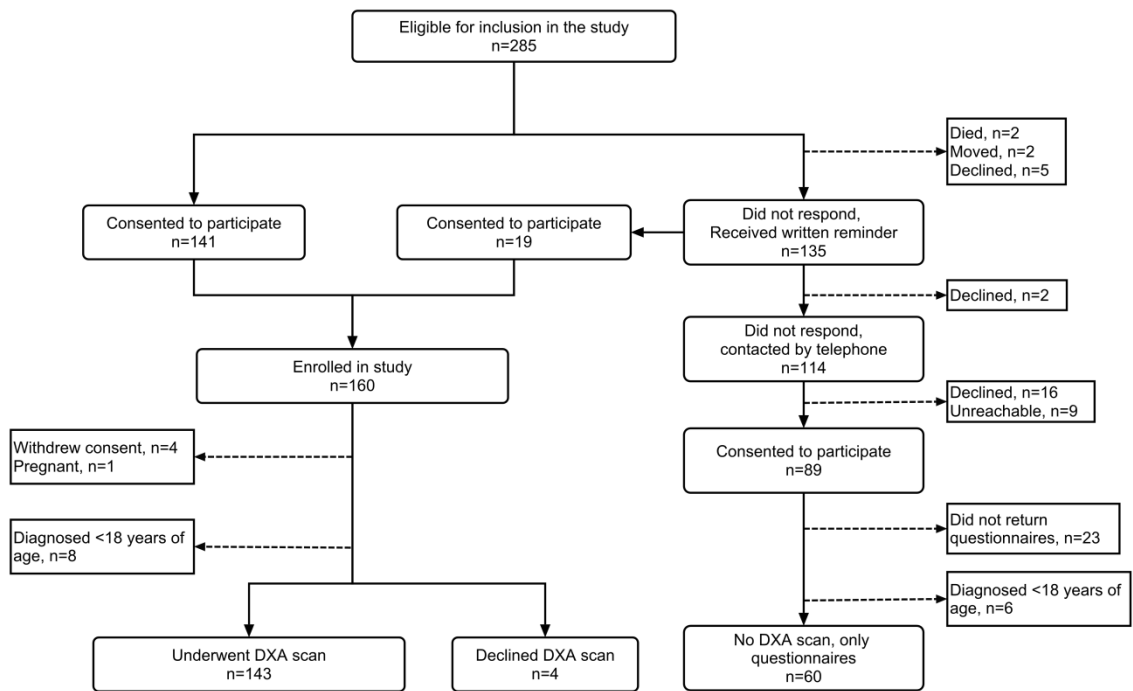 Eligible for inclusion in the study
n=285
Died, n=2
Moved, n=2
Declined, n=5
Consented to participate
n=141
Consented to participate
n=19
Did not respond,
Received written reminder
n=135
Declined, n=2
Did not respond,
contacted by telephone
n=114
Enrolled in study
n=160
Declined, n=16
Unreachable, n=9
Withdrew consent, n=4
Pregnant, n=1
Consented to participate
n=89
Diagnosed <18 years of
age, n=8
Did not return
questionnaires, n=23
Diagnosed <18 years of
age, n=6
Underwent DXA scan
n=143
Declined DXA scan
n=4
No DXA scan, only
questionnaires
n=60